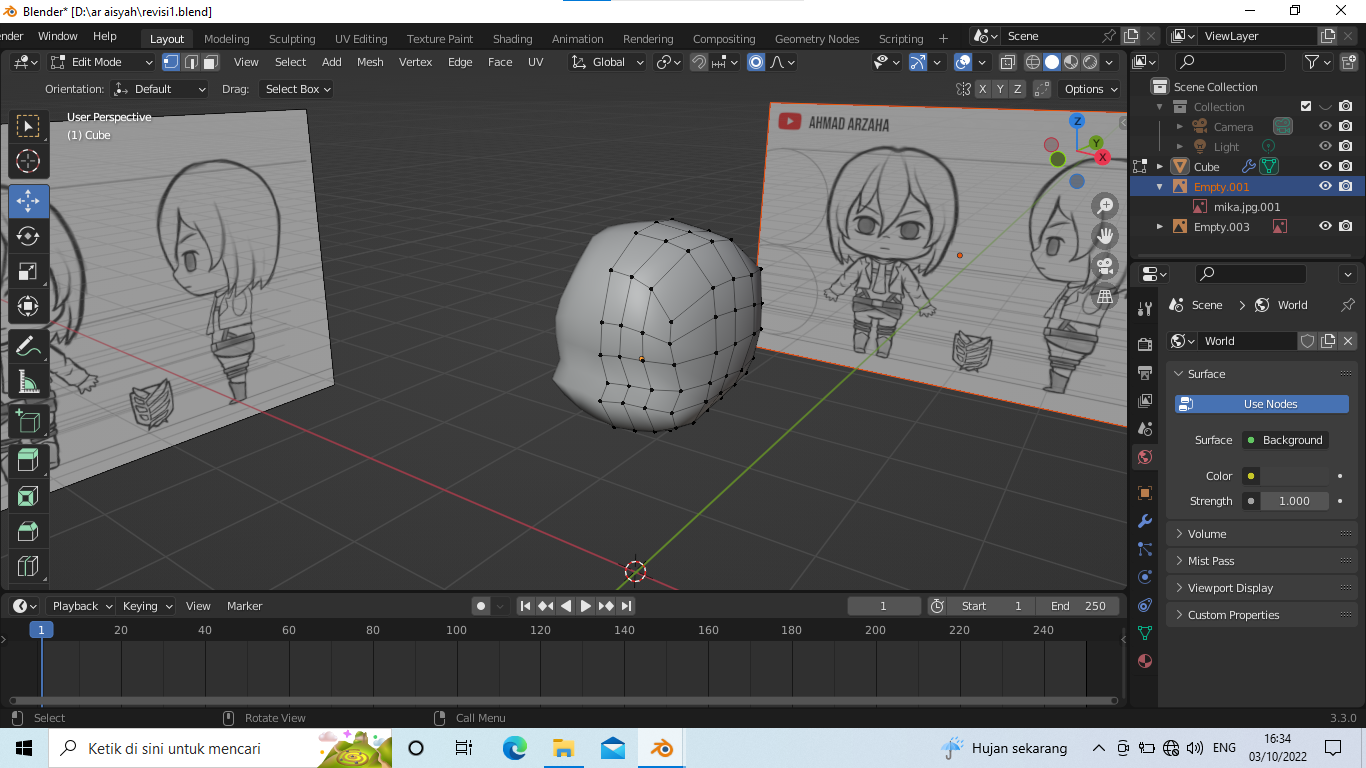 Blender* [D:\ar aisyah\revisi1.blend]
nder Window Help Layout Modeling Sculpting UV Editing Texture Paint Shading Animation Rendering Compositing Geometry Nodes Scripting + Scene ViewLayer
Edit Mode View Select Add Mesh Vertex Edge Face UV Global
Orientation: Default Drag: Select Box X Y Z Options
User Perspective
(1) Cube
AHMAD ARZAHA
Z
Y
X
Scene Collection
Collection
Camera
Light
Cube
Empty.001
mika.jpg.001
Empty.003
Scene > World
World
Surface
Use Nodes
Surface Background
Color
Strength 1.000
Volume
Mist Pass
Viewport Display
Custom Properties
Playback Keying View Marker 1 Start 1 End 250
1 20 40 60 80 100 120 140 160 180 200 220 240
Select Rotate View Call Menu 3.3.0
Ketik di sini untuk mencari Hujan sekarang ENG 16:34
03/10/2022